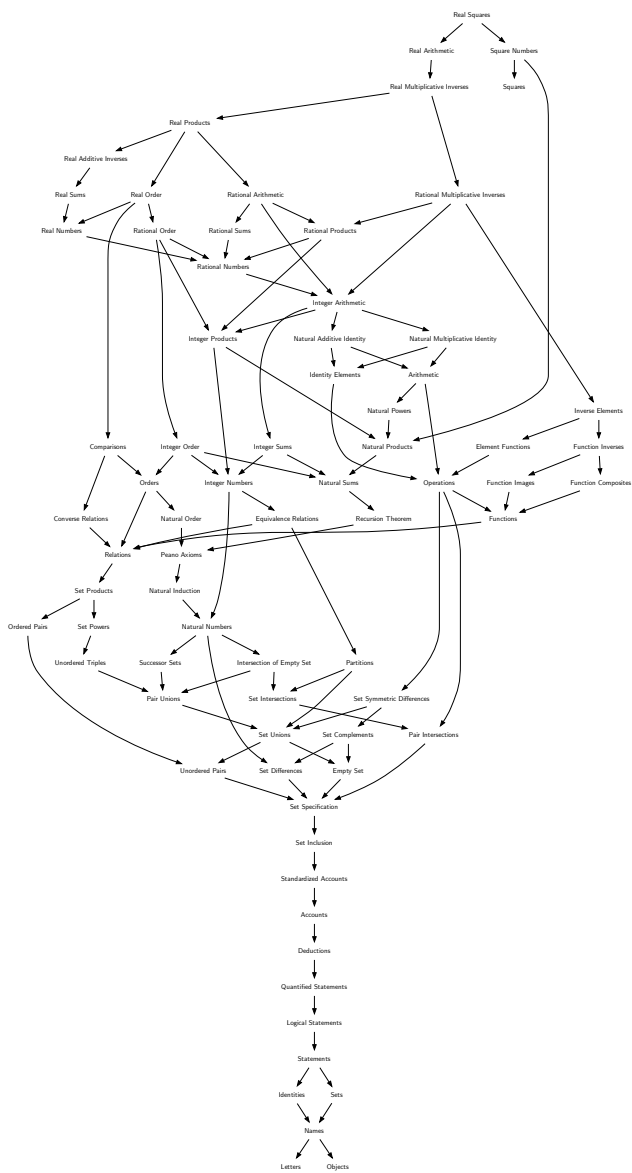 Real Squares
Real Arithmetic Square Numbers
Real Multiplicative Inverses Squares
Real Products
Real Additive Inverses
Real Sums Real Order Rational Arithmetic Rational Multiplicative Inverses
Real Numbers Rational Order Rational Sums Rational Products
Rational Numbers
Integer Arithmetic
Integer Products Natural Additive Identity Natural Multiplicative Identity
Identity Elements Arithmetic
Natural Powers Inverse Elements
Comparisons Integer Order Integer Sums Natural Products Element Functions Function Inverses
Orders Integer Numbers Natural Sums Operations Function Images Function Composites
Converse Relations Natural Order Equivalence Relations Recursion Theorem Functions
Relations Peano Axioms
Set Products Natural Induction
Ordered Pairs Set Powers Natural Numbers
Unordered Triples Successor Sets Intersection of Empty Set Partitions
Pair Unions Set Intersections Set Symmetric Differences
Set Unions Set Complements Pair Intersections
Unordered Pairs Set Differences Empty Set
Set Specification
Set Inclusion
Standardized Accounts
Accounts
Deductions
Quantified Statements
Logical Statements
Statements
Identities Sets
Names
Letters Objects